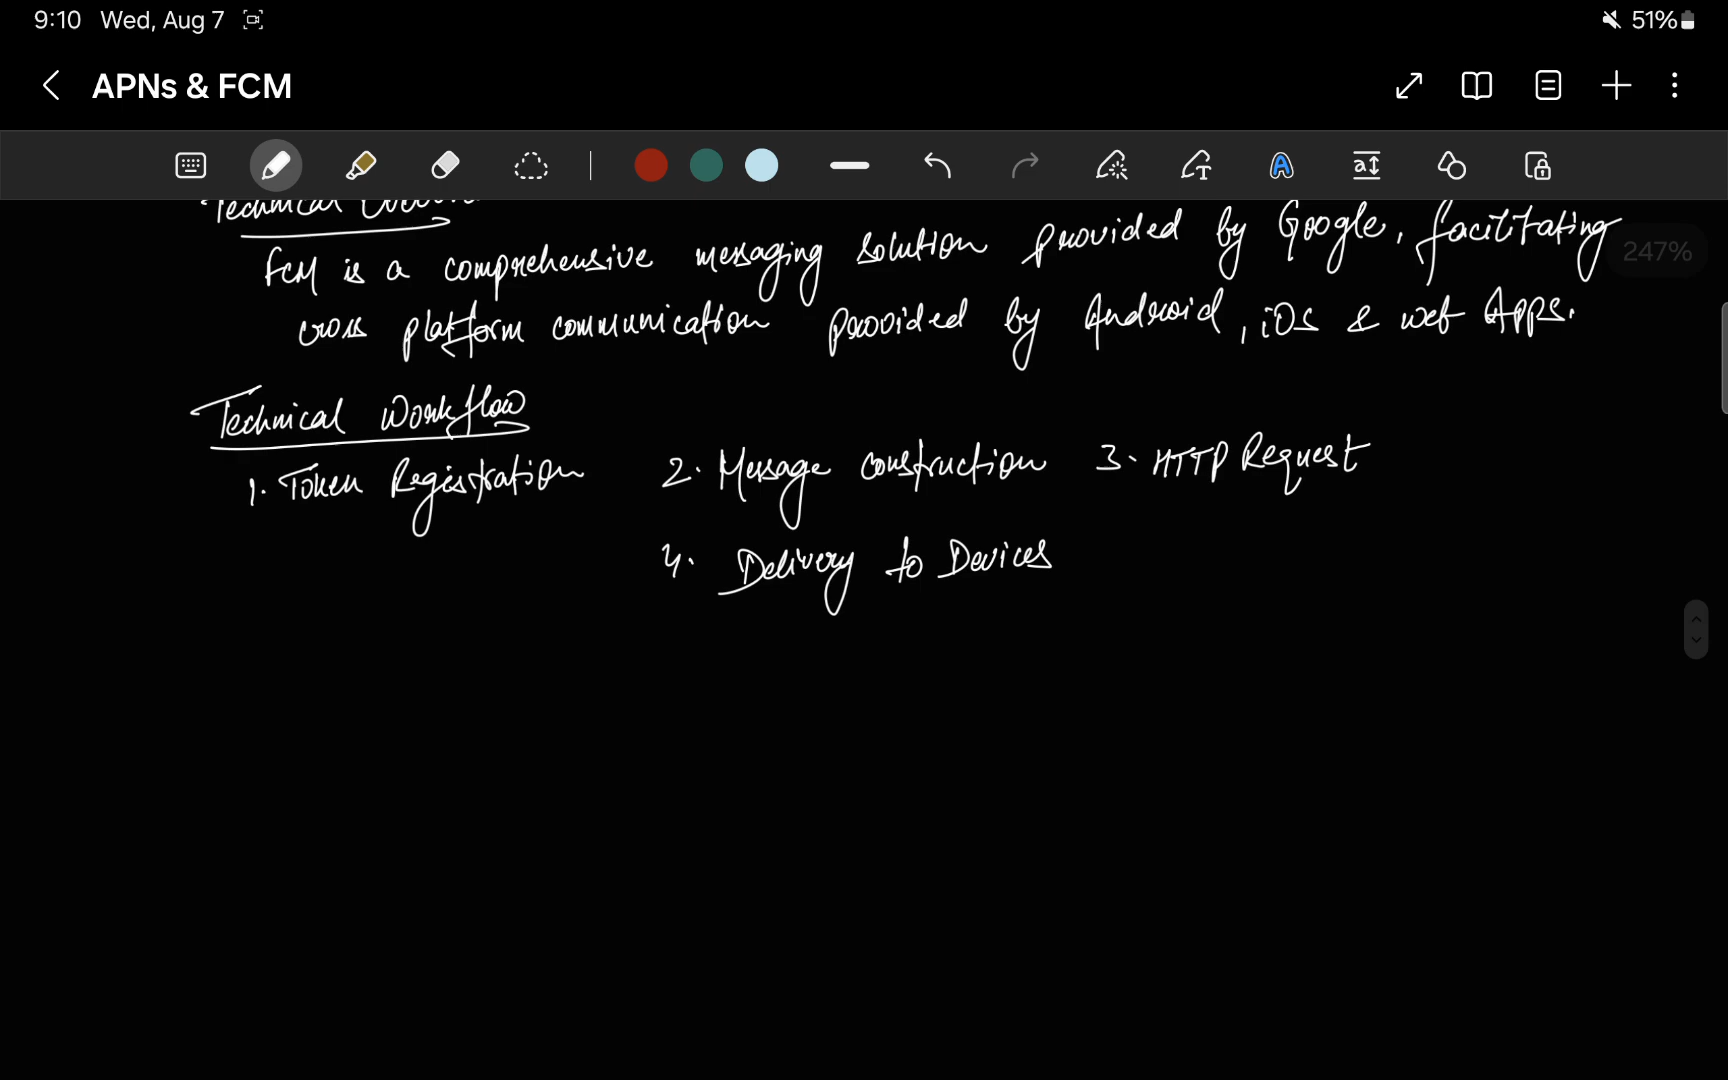 9:10 Wed, Aug 7 51%
APNs & FCM
Technical
FCM is a comprehensive messaging solution provided by Google, facilitating
247%
cross platform communication provided by Android, iOS & web Apps.
Technical Workflow
1. Token Registration 2. Message construction 3. HTTP Request
4. Delivery to Devices